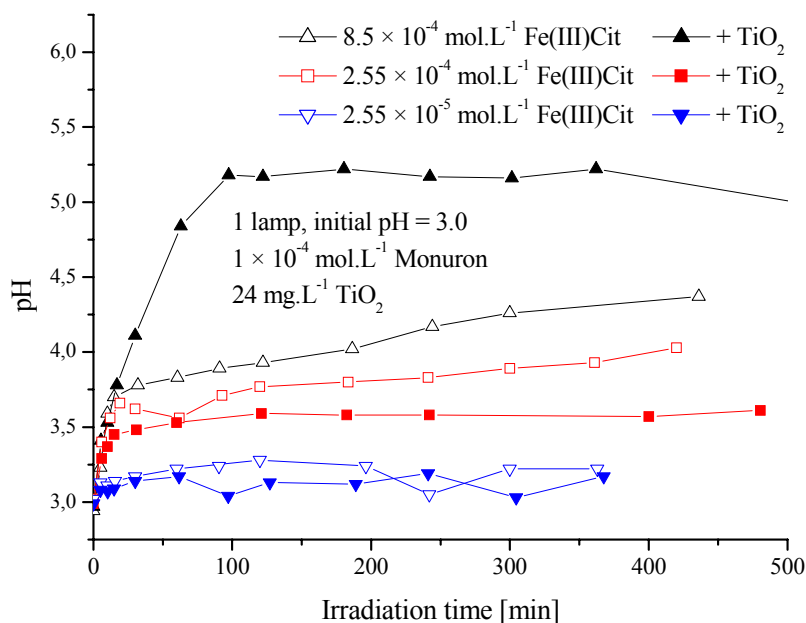 8.5 × 10⁻⁴ mol.L⁻¹ Fe(III)Cit + TiO₂
2.55 × 10⁻⁴ mol.L⁻¹ Fe(III)Cit + TiO₂
2.55 × 10⁻⁵ mol.L⁻¹ Fe(III)Cit + TiO₂
1 lamp, initial pH = 3.0
1 × 10⁻⁴ mol.L⁻¹ Monuron
24 mg.L⁻¹ TiO₂
pH
6,0
5,5
5,0
4,5
4,0
3,5
3,0
0 100 200 300 400 500
Irradiation time [min]